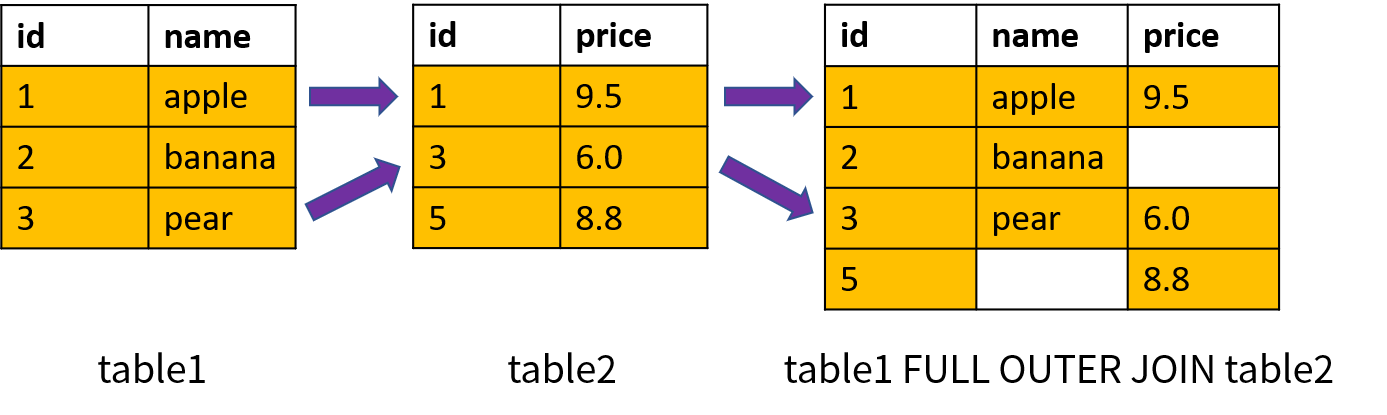 id name
1 apple
2 banana
3 pear
table1
id price
1 9.5
3 6.0
5 8.8
table2
id name price
1 apple 9.5
2 banana
3 pear 6.0
5 8.8
table1 FULL OUTER JOIN table2